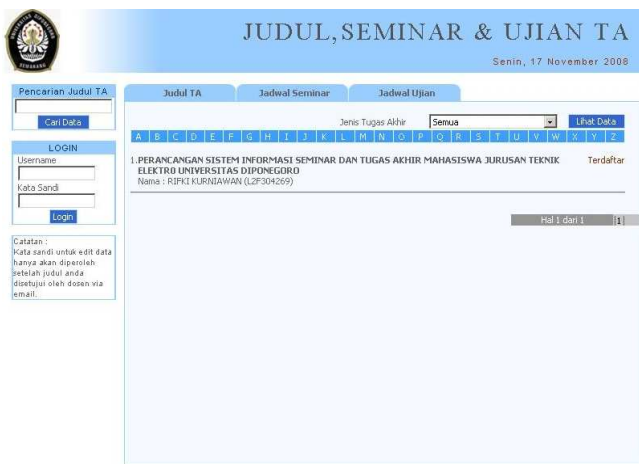 JUDUL,SEMINAR & UJIAN TA
Senin, 17 November 2008
Pencarian Judul TA
Cari Data
LOGIN
Username
Kata Sandi
Login
Catatan :
Kata sandi untuk edit data
hanya akan diperoleh
setelah judul anda
disetujui oleh dosen via
email.
Judul TA
Jadwal Seminar
Jadwal Ujian
Jenis Tugas Akhir Semua Lihat Data
A B C D E F G H I J K L M N O P Q R S T U V W X Y Z
1.PERANCANGAN SISTEM INFORMASI SEMINAR DAN TUGAS AKHIR MAHASISWA JURUSAN TEKNIK Terdaftar
ELEKTRO UNIVERSITAS DIPONEGORO
Nama : RIFKI KURNIAWAN (L2F304269)
Hal 1 dari 1 |1|